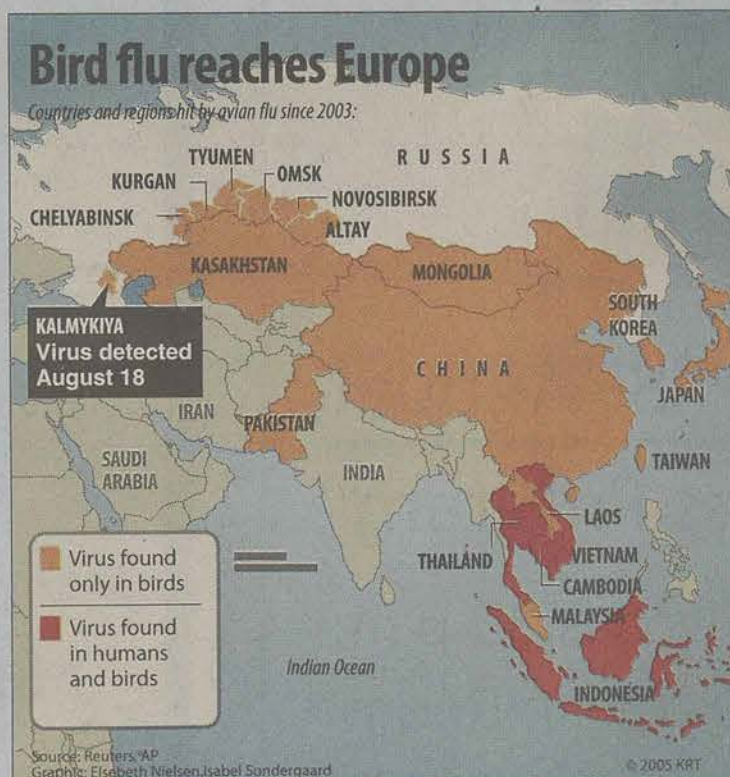 Bird flu reaches Europe
Countries and regions hit by avian flu since 2003:
RUSSIA
TYUMEN
OMSK
KURGAN
NOVOSIBIRSK
CHELYABINSK
ALTAY
KASAKHSTAN
MONGOLIA
SOUTH
KOREA
KALMYKIYA
Virus detected
August 18
CHINA
JAPAN
IRAN
PAKISTAN
SAUDI
ARABIA
INDIA
TAIWAN
LAOS
THAILAND
VIETNAM
CAMBODIA
MALAYSIA
INDONESIA
Indian Ocean
Virus found
only in birds
Virus found
in humans
and birds
Source: Reuters, AP
Graphic: Elsebeth Nielsen, Isabel Sondergaard
© 2005 KRT